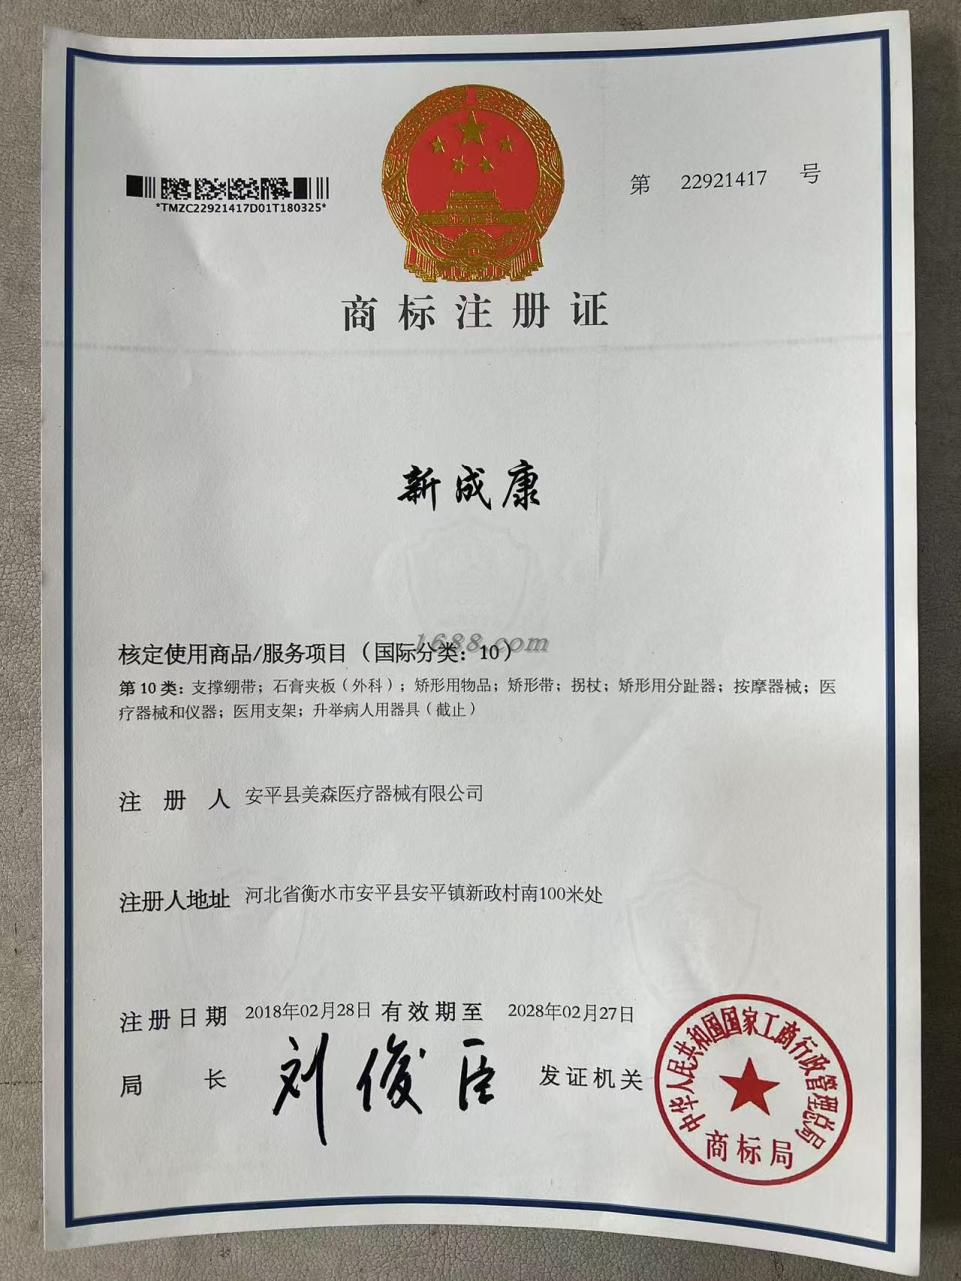 *TMZC22921417D01T180325*
第 22921417 号
商标注册证
新成康
1688.com
核定使用商品/服务项目（国际分类：10）
第 10 类：支撑绷带；石膏夹板（外科）；矫形用物品；矫形带；拐杖；矫形用分趾器；按摩器械；医
疗器械和仪器；医用支架；升举病人用器具（截止）
注册人 安平县美森医疗器械有限公司
注册人地址 河北省衡水市安平县安平镇新政村南100米处
注册日期 2018年02月28日 有效期至 2028年02月27日
局长 刘俊臣 发证机关
中华人民共和国国家工商行政管理总局
商标局